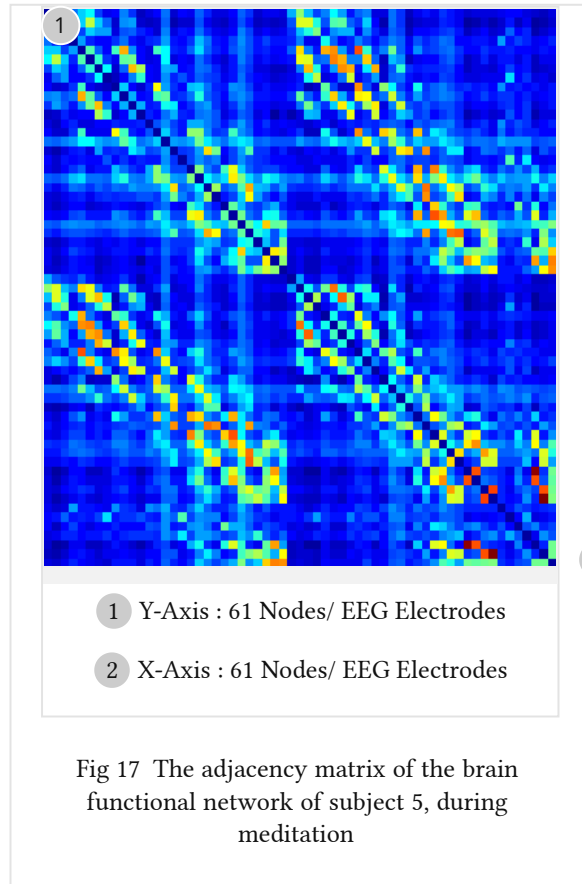 1
1 Y-Axis : 61 Nodes/ EEG Electrodes
2 X-Axis : 61 Nodes/ EEG Electrodes
Fig 17 The adjacency matrix of the brain
functional network of subject 5, during
meditation